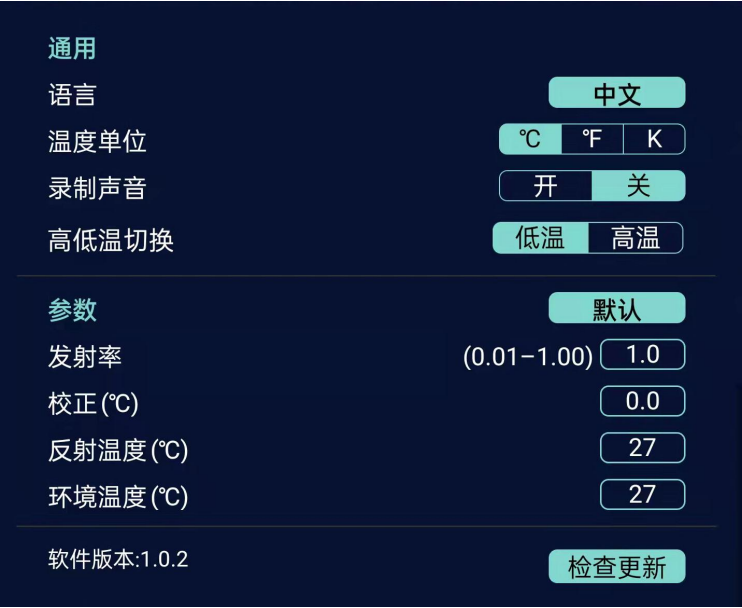 通用
语言 中文
温度单位 ℃ ℉ K
录制声音 开 关
高低温切换 低温 高温
参数 默认
发射率 (0.01–1.00) 1.0
校正(℃) 0.0
反射温度(℃) 27
环境温度(℃) 27
软件版本:1.0.2 检查更新